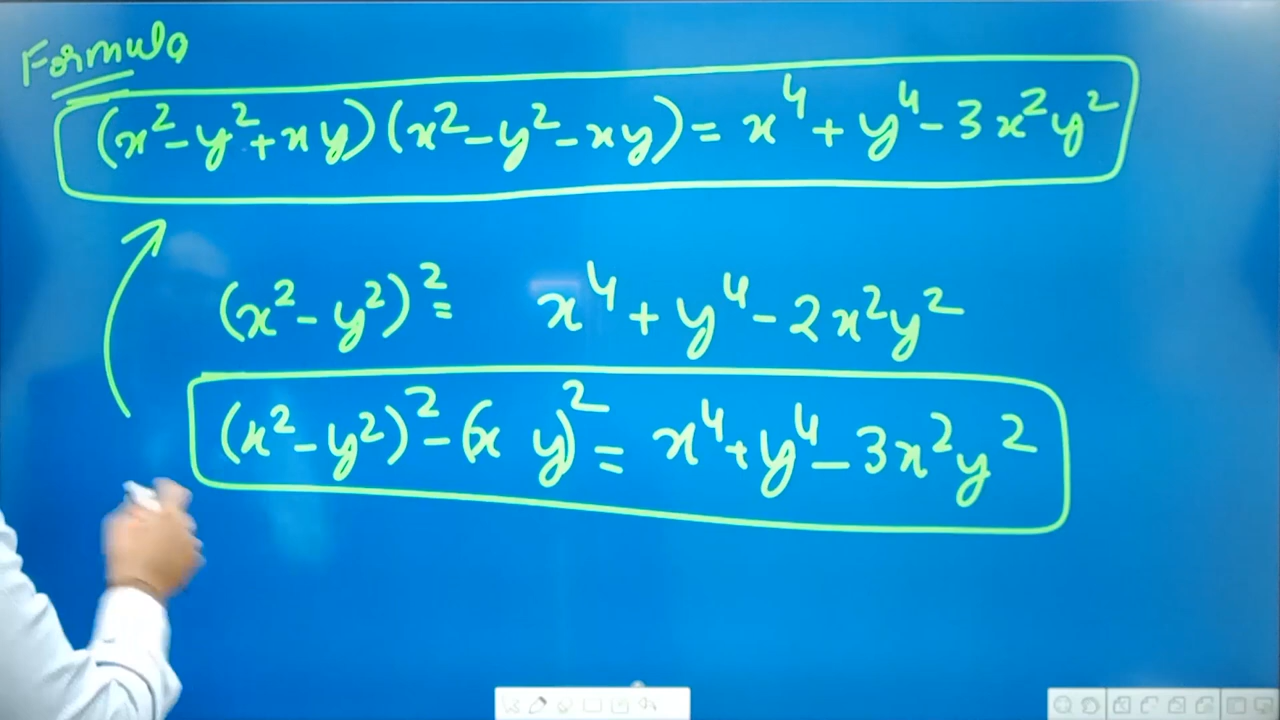 Formula
(x²-y²+xy)(x²-y²-xy)=x⁴+y⁴-3x²y²
(x²-y²)²= x⁴+y⁴-2x²y²
(x²-y²)²-(x y)²=x⁴+y⁴-3x²y²